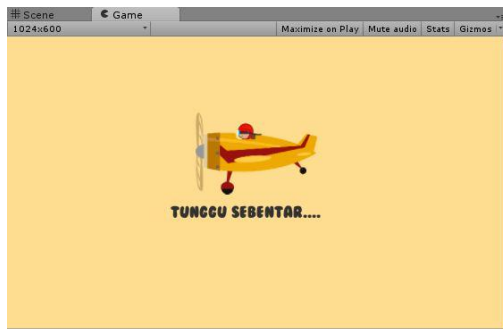 Scene Game
1024x600 Maximize on Play Mute audio Stats Gizmos
TUNGGU SEBENTAR....